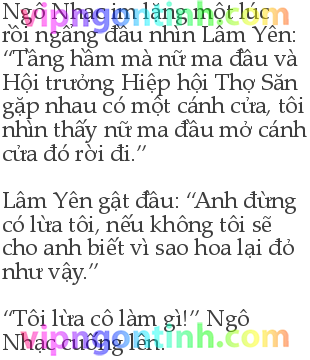 Ngô Nhạc im lặng một lúc
rồi ngẩng đầu nhìn Lâm Yên:
“Tầng hầm mà nữ ma đầu và
Hội trưởng Hiệp hội Thợ Săn
gặp nhau có một cánh cửa, tôi
nhìn thấy nữ ma đầu mở cánh
cửa đó rời đi.”

Lâm Yên gật đầu: “Anh đừng
có lừa tôi, nếu không tôi sẽ
cho anh biết vì sao hoa lại đỏ
như vậy.”

“Tôi lừa cô làm gì!” Ngô
Nhạc cuống lên.
vipngontinh.com
vipngontinh.com